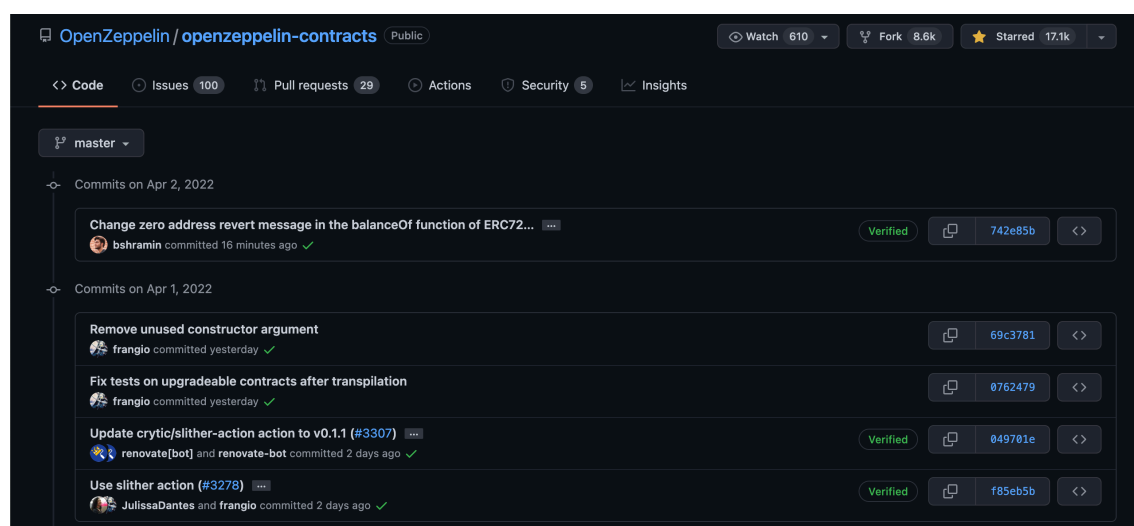 OpenZeppelin / openzeppelin-contracts Public Watch 610 Fork 8.6k Starred 17.1k
Code Issues 100 Pull requests 29 Actions Security 5 Insights
master
Commits on Apr 2, 2022
Change zero address revert message in the balanceOf function of ERC72... ...
bshramin committed 16 minutes ago
Verified 742e85b
Commits on Apr 1, 2022
Remove unused constructor argument
frangio committed yesterday
69c3781
Fix tests on upgradeable contracts after transpilation
frangio committed yesterday
0762479
Update crytic/slither-action action to v0.1.1 (#3307) ...
renovate[bot] and renovate-bot committed 2 days ago
Verified 049701e
Use slither action (#3278) ...
JulissaDantes and frangio committed 2 days ago
Verified f85eb5b